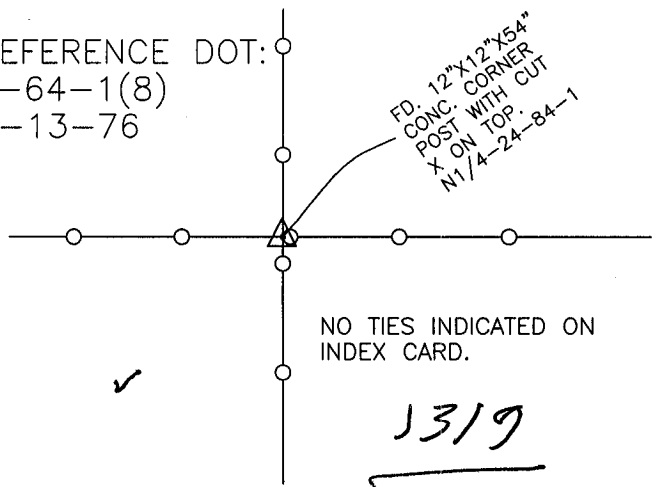 EFERENCE DOT:
-64-1(8)
-13-76
FD. 12"X12"X54"
CONC. CORNER
POST WITH CUT
X ON TOP.
N1/4-24-84-1
NO TIES INDICATED ON
INDEX CARD.
1319